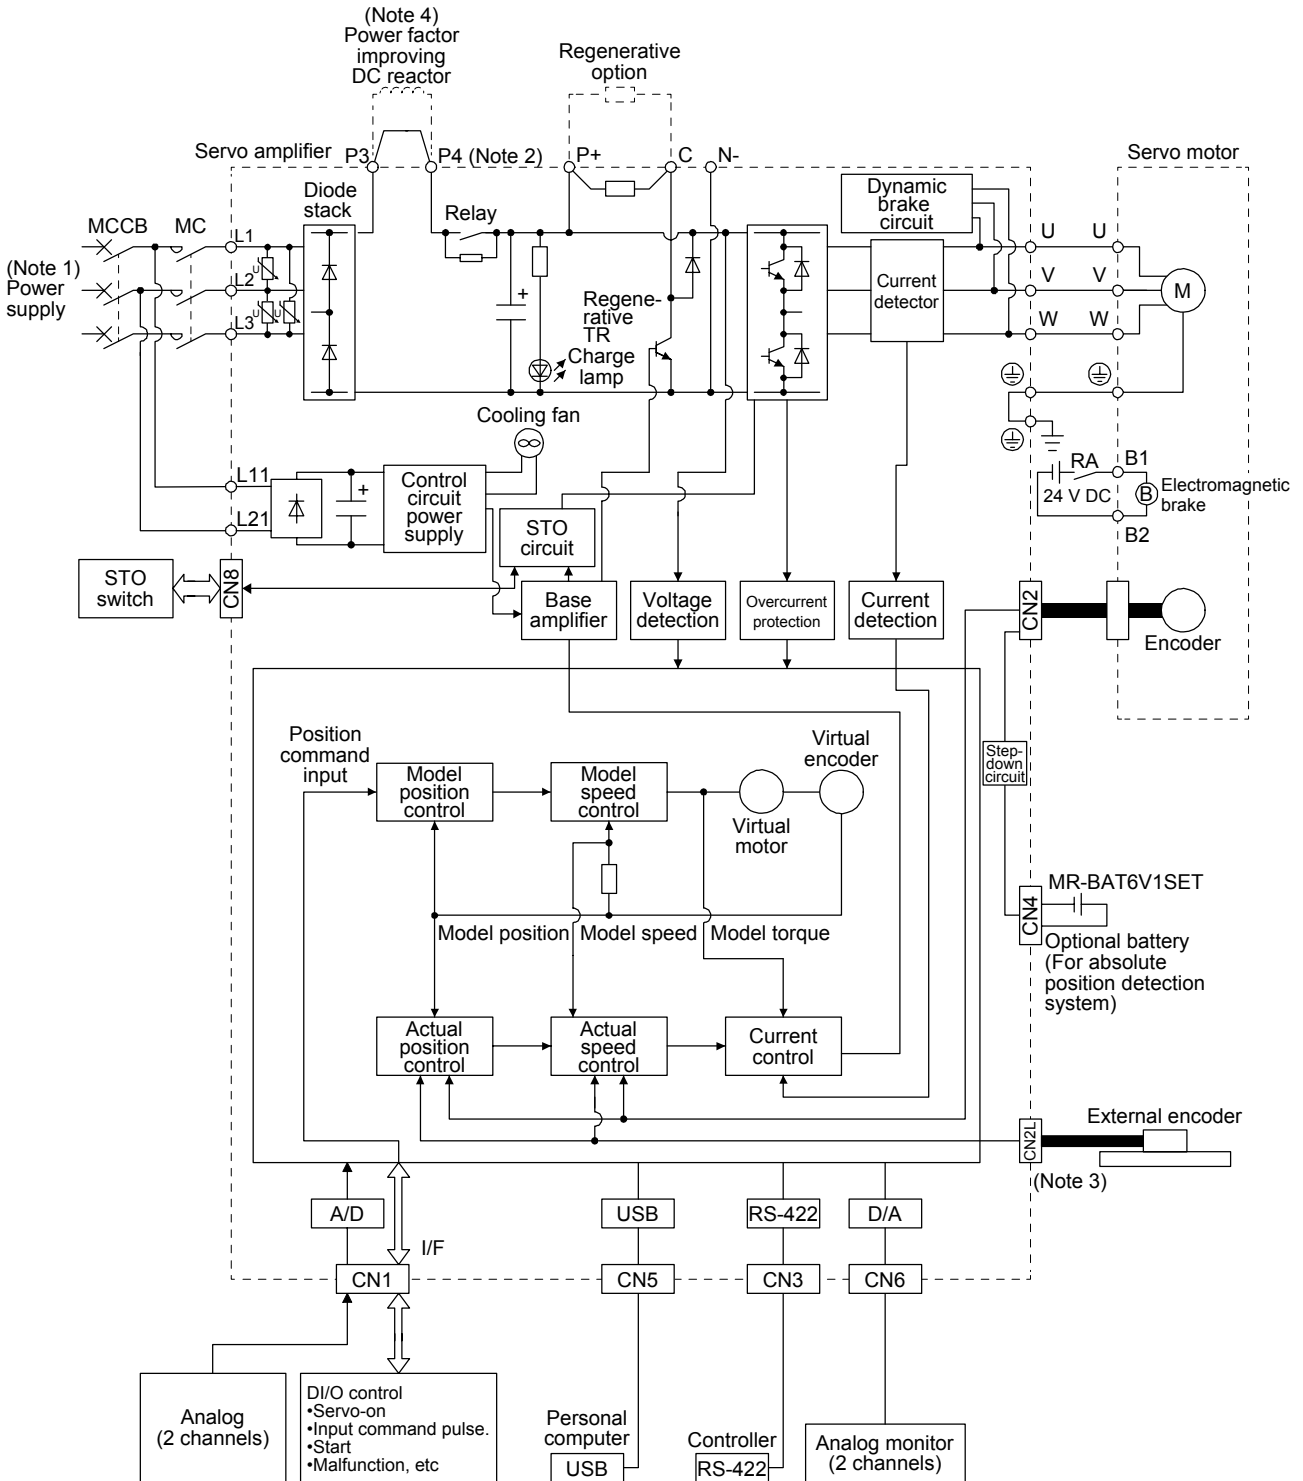 (Note 4)
Power factor
improving
DC reactor
Regenerative
option
Servo amplifier
P3
P4 (Note 2)
P+
C
N-
Servo motor
Diode
stack
Dynamic
brake
circuit
MCCB
MC
Relay
L1
U
U
(Note 1)
Power
supply
L2
U
+
Regene-
rative
TR
Current
detector
V
V
M
L3
U
U
W
W
Charge
lamp
Cooling fan
L11
+
Control
circuit
power
supply
RA
B1
24 V DC
B
Electromagnetic
brake
L21
STO
circuit
B2
STO
switch
CN8
Base
amplifier
Voltage
detection
Overcurrent
protection
Current
detection
CN2
Encoder
Position
command
input
Virtual
encoder
Step-
down
circuit
Model
position
control
Model
speed
control
Virtual
motor
MR-BAT6V1SET
CN4
Model position
Model speed
Model torque
Optional battery
(For absolute
position detection
system)
Actual
position
control
Actual
speed
control
Current
control
External encoder
CN2L
(Note 3)
A/D
USB
RS-422
D/A
I/F
CN1
CN5
CN3
CN6
Analog
(2 channels)
DI/O control
•Servo-on
•Input command pulse.
•Start
•Malfunction, etc
Personal
computer
USB
Controller
RS-422
Analog monitor
(2 channels)